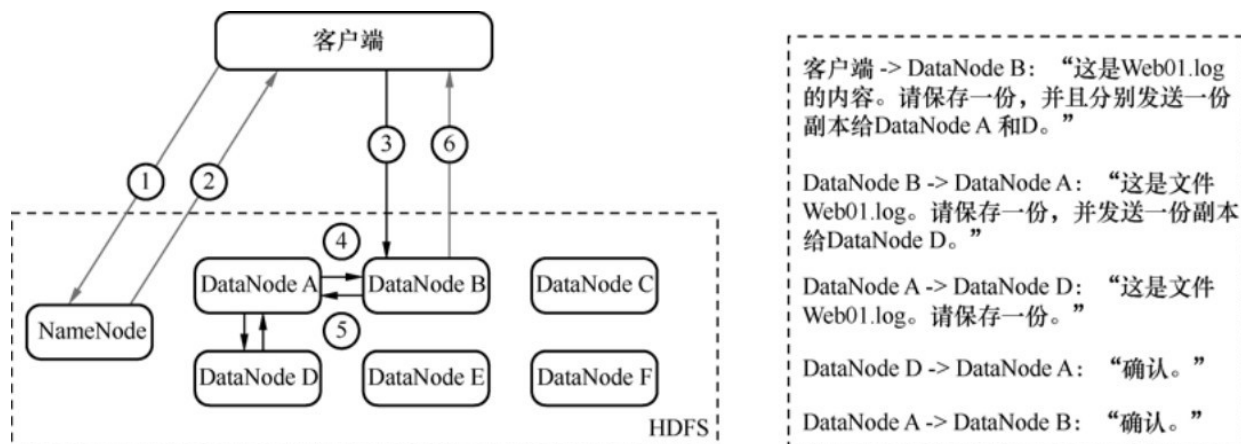 客户端
①
②
③
⑥
④
DataNode A
DataNode B
DataNode C
NameNode
⑤
DataNode D
DataNode E
DataNode F
HDFS
客户端 -> DataNode B: “这是Web01.log
的内容。请保存一份，并且分别发送一份
副本给DataNode A 和D。”
DataNode B -> DataNode A: “这是文件
Web01.log。请保存一份，并发送一份副本
给DataNode D。”
DataNode A -> DataNode D: “这是文件
Web01.log。请保存一份。”
DataNode D -> DataNode A: “确认。”
DataNode A -> DataNode B: “确认。”